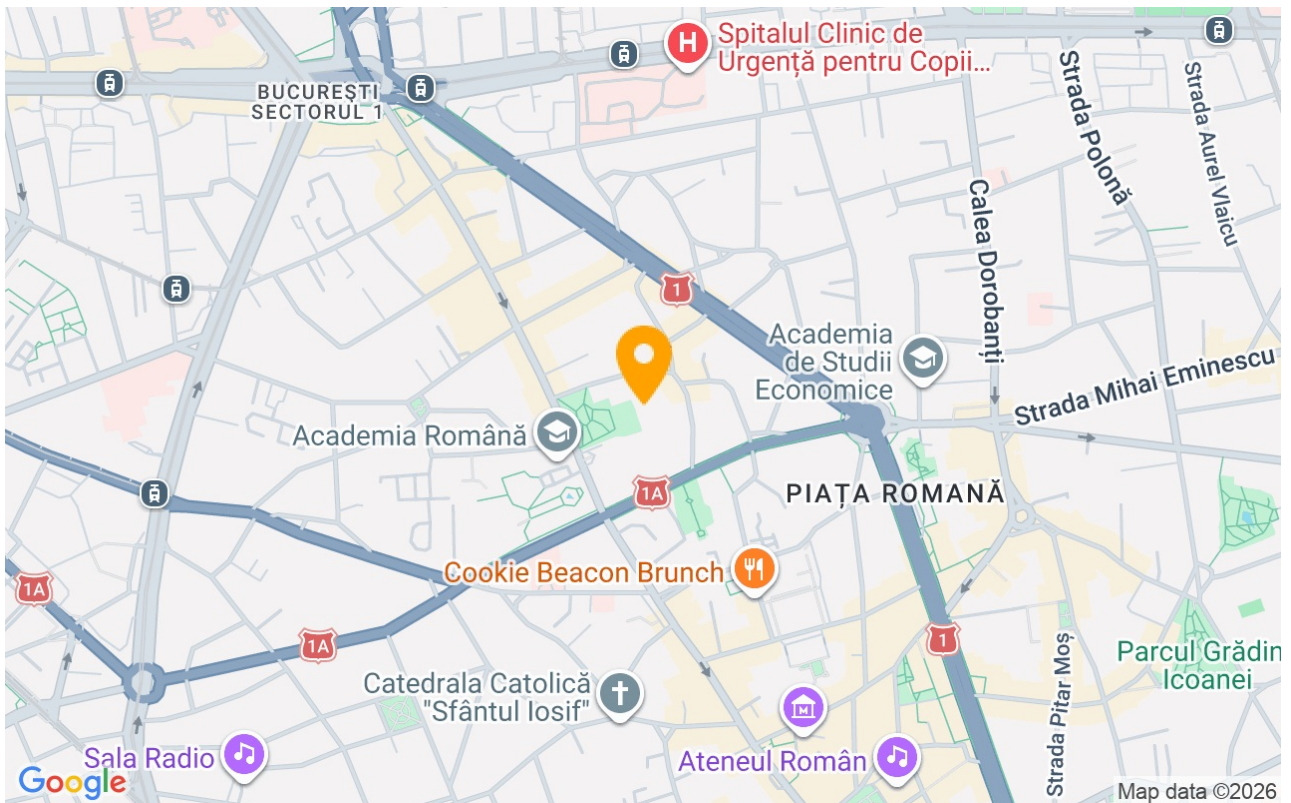 Spitalul Clinic de
Urgență pentru Copii...
BUCUREȘTI
SECTORUL 1
Strada Polonă
Strada Aurel Vlaicu
Calea Dorobanți
1
Academia
de Studii
Economice
Strada Mihai Eminescu
Academia Română
1A
PIAȚA ROMANĂ
Cookie Beacon Brunch
1A
1A
1
Parcul Grădin
Icoanei
Strada Pitar Moș
Catedrala Catolică
"Sfântul Iosif"
Sala Radio
Ateneul Român
Google
Map data ©2026